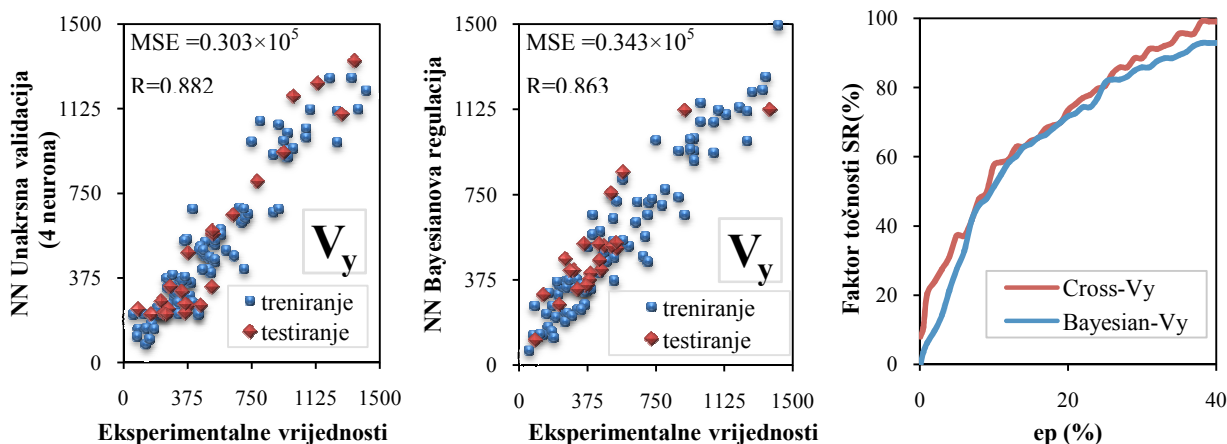 NN Unakrsna validacija
(4 neurona)
1500
1125
750
375
0
MSE =0.303×10⁵
R=0.882
Vy
treniranje
testiranje
0 375 750 1125 1500
Eksperimentalne vrijednosti
NN Bayesianova regulacija
1500
1125
750
375
0
MSE =0.343×10⁵
R=0.863
Vy
treniranje
testiranje
0 375 750 1125 1500
Eksperimentalne vrijednosti
Faktor točnosti SR(%)
100
80
60
40
20
0
Cross-Vy
Bayesian-Vy
0 20 40
ep (%)